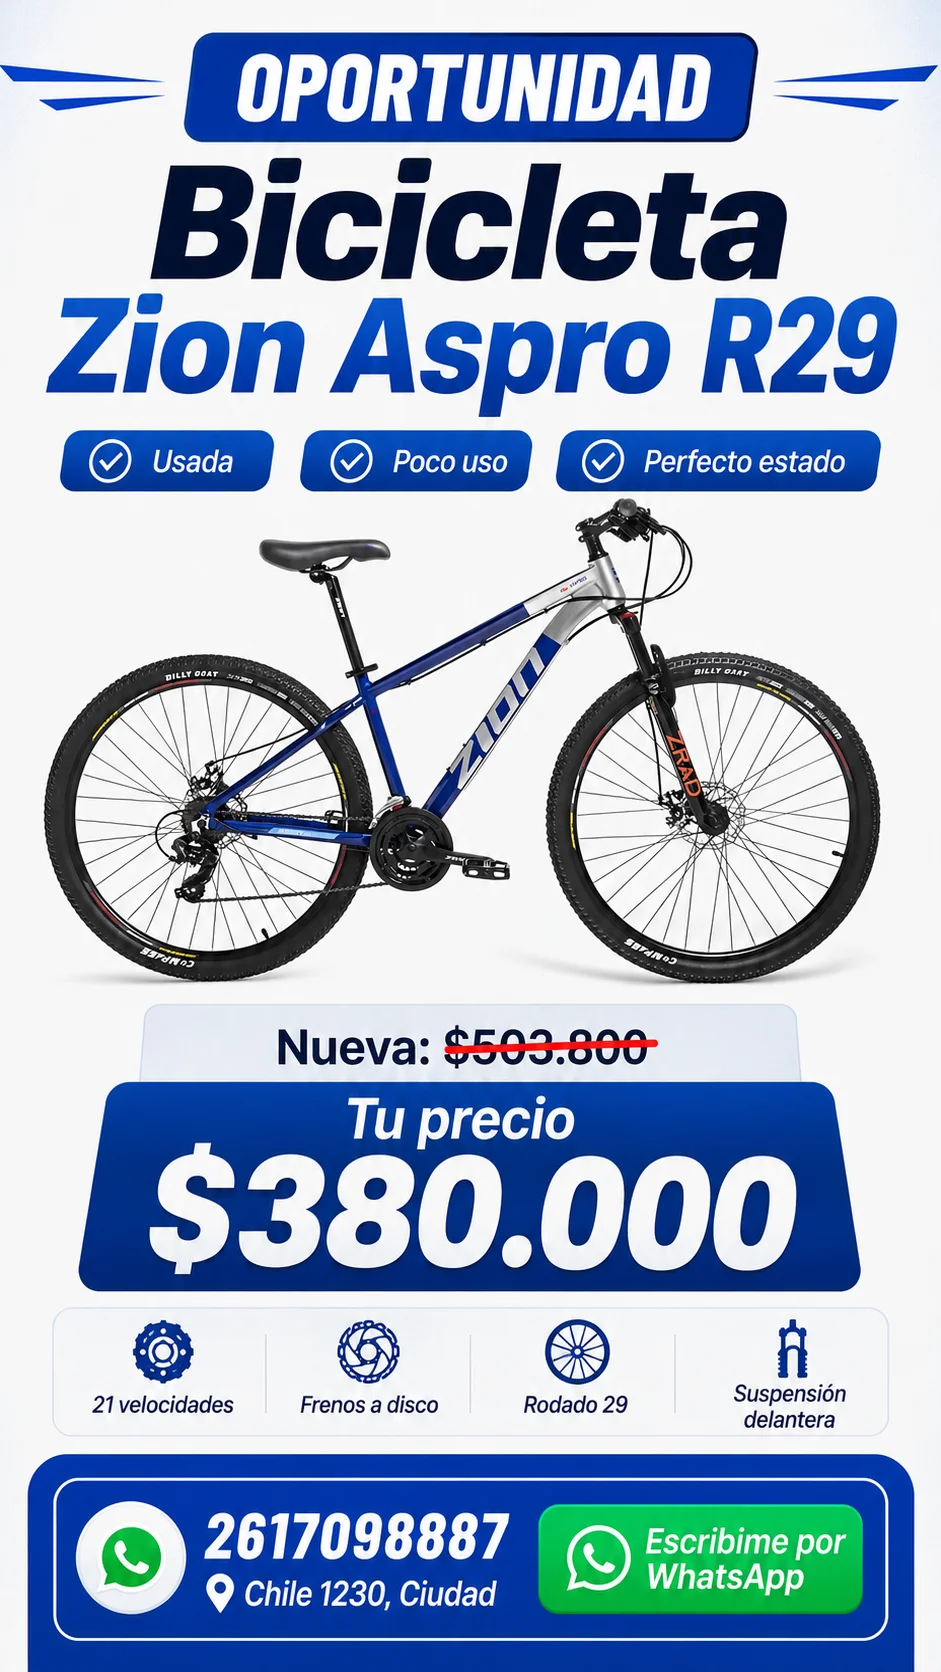 OPORTUNIDAD
Bicicleta
Zion Aspro R29
Usada
Poco uso
Perfecto estado
BILLY GOAT
BILLY GOAT
ZION
ZRAD
COMPASS
COMPASS
Nueva: $503.800
Tu precio
$380.000
21 velocidades
Frenos a disco
Rodado 29
Suspensión
delantera
2617098887
Chile 1230, Ciudad
Escribime por
WhatsApp